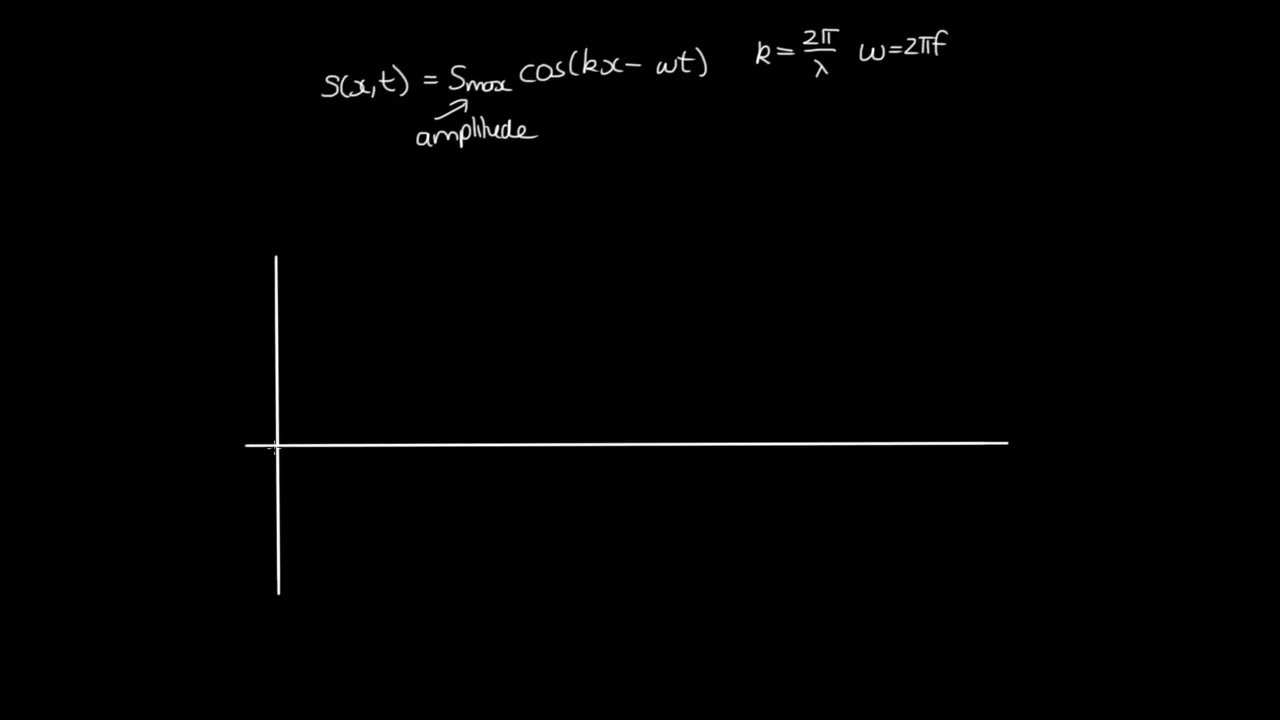 S(x,t) = Smax cos(kx − ωt) k = 2π/λ ω=2πf
amplitude